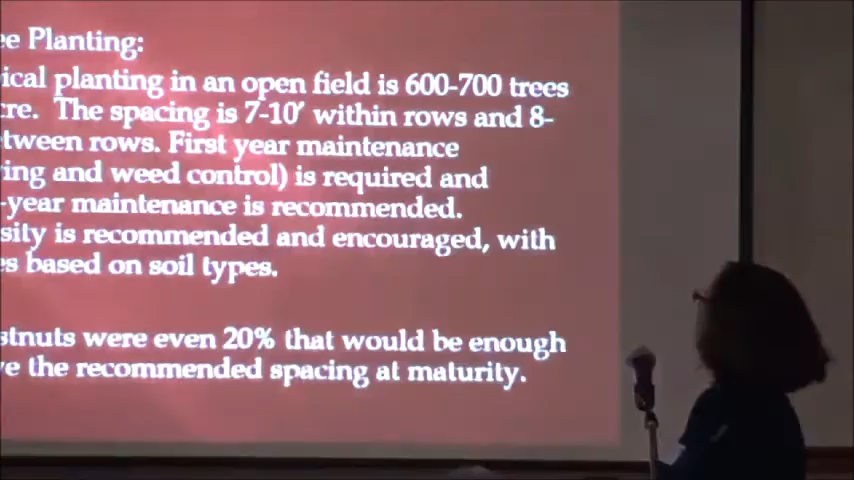 ee Planting:
ical planting in an open field is 600-700 trees
cre. The spacing is 7-10' within rows and 8-
tween rows. First year maintenance
ing and weed control) is required and
-year maintenance is recommended.
sity is recommended and encouraged, with
s based on soil types.
stnuts were even 20% that would be enough
ve the recommended spacing at maturity.